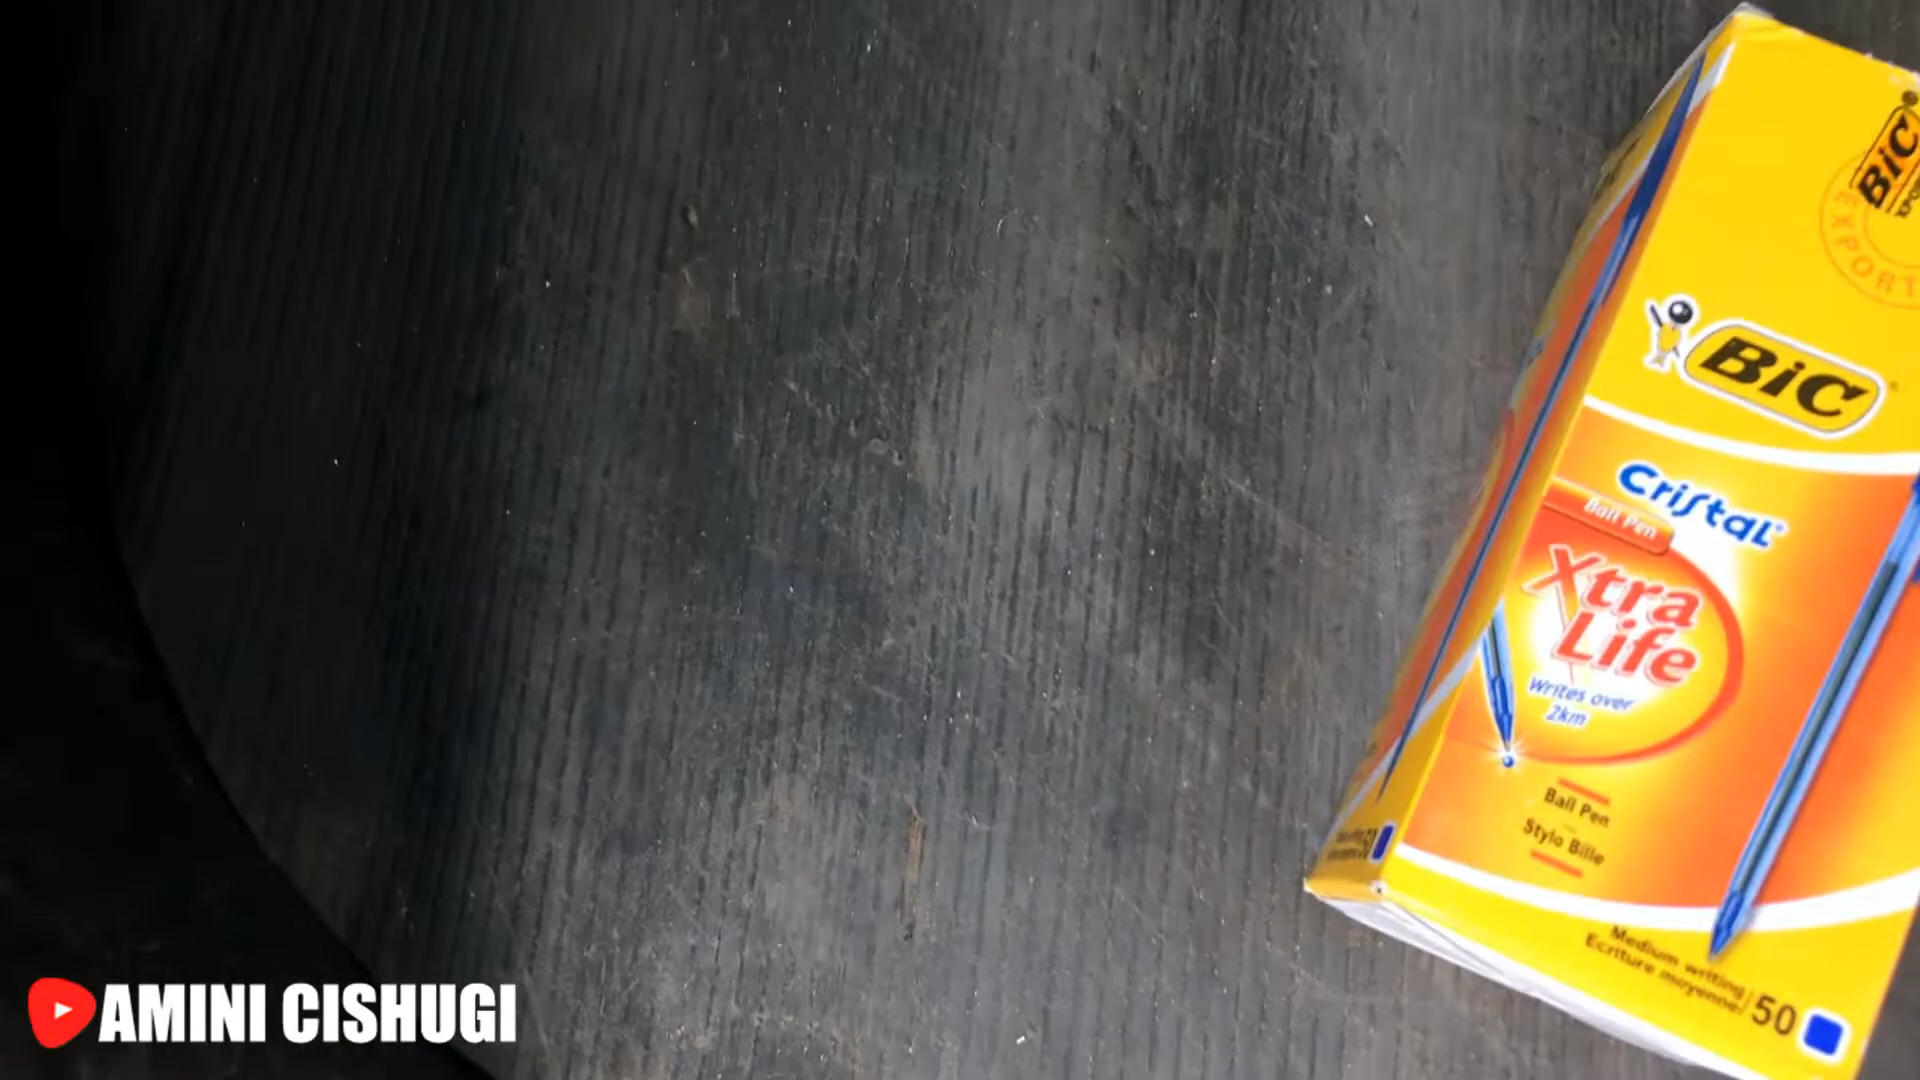 BiC
EXPORT
BiC
Cristal
Ball Pen
Xtra
Life
Writes over
2km
Ball Pen
Stylo Bille
Medium writing
Ecriture moyenne
50
50
AMINI CISHUGI